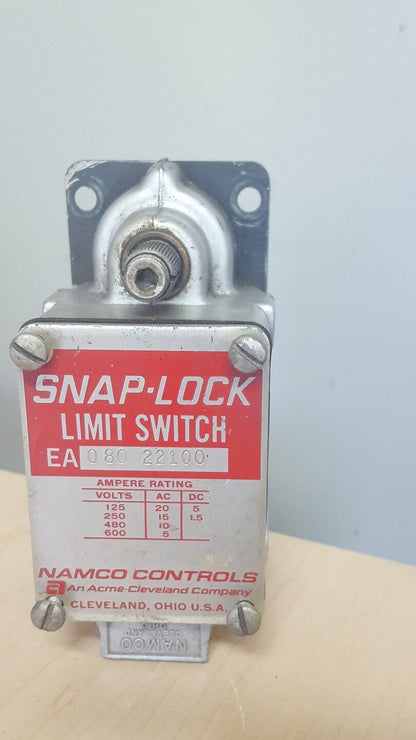 SNAP-LOCK
LIMIT SWITCH
EA 080 22100
AMPERE RATING
VOLTS AC DC
125 20 5
250 15 1.5
480 10
600 5
NAMCO CONTROLS
a An Acme-Cleveland Company
CLEVELAND, OHIO U.S.A.
NAMCO
CLEVELAND